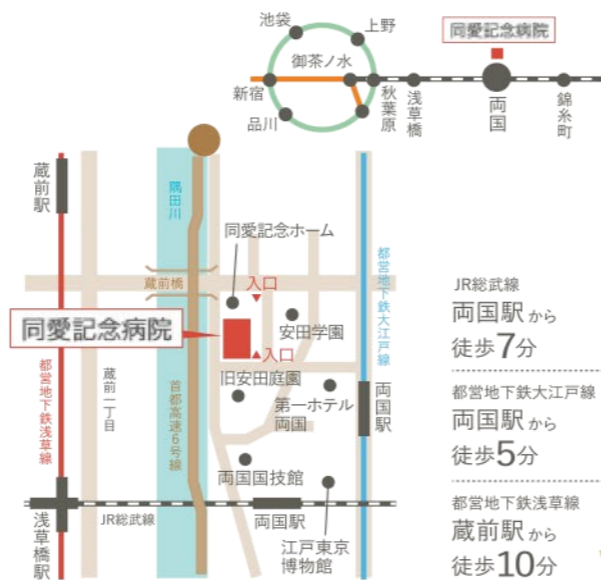 池袋
上野
御茶ノ水
新宿
品川
秋葉原
浅草橋
両国
錦糸町
同愛記念病院
蔵前駅
隅田川
同愛記念ホーム
蔵前橋
入口
安田学園
都営地下鉄大江戸線
同愛記念病院
入口
都営地下鉄浅草線
蔵前一丁目
首都高速6号線
旧安田庭園
第一ホテル
両国
両国駅
両国国技館
浅草橋駅
JR総武線
両国駅
江戸東京
博物館
JR総武線
両国駅から
徒歩7分
都営地下鉄大江戸線
両国駅から
徒歩5分
都営地下鉄浅草線
蔵前駅から
徒歩10分